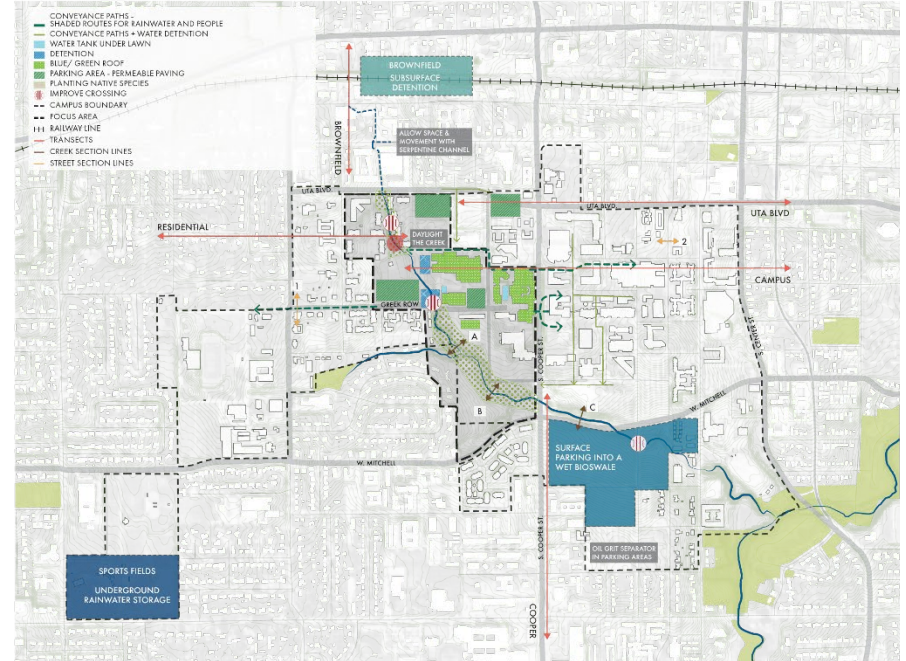 CONVEYANCE PATHS -
SHADED ROUTES FOR RAINWATER AND PEOPLE
CONVEYANCE PATHS + WATER DETENTION
WATER TANK UNDER LAWN
DETENTION
BLUE/ GREEN ROOF
PARKING AREA - PERMEABLE PAVING
PLANTING NATIVE SPECIES
IMPROVE CROSSING
CAMPUS BOUNDARY
FOCUS AREA
RAILWAY LINE
TRANSECTS
CREEK SECTION LINES
STREET SECTION LINES
BROWNFIELD
SUBSURFACE
DETENTION
BROWNFIELD
ALLOW SPACE &
MOVEMENT WITH
SERPENTINE CHANNEL
UTA BLVD
UTA BLVD
UTA BLVD
RESIDENTIAL
DAYLIGHT
THE CREEK
2
CAMPUS
1
GREEK ROW
S. CENTER ST.
A
S. COOPER ST.
B
C
W. MITCHELL
SURFACE
PARKING INTO A
WET BIOSWALE
W. MITCHELL
S. COOPER ST.
OIL GRIT SEPARATOR
IN PARKING AREAS
SPORTS FIELDS
UNDERGROUND
RAINWATER STORAGE
COOPER